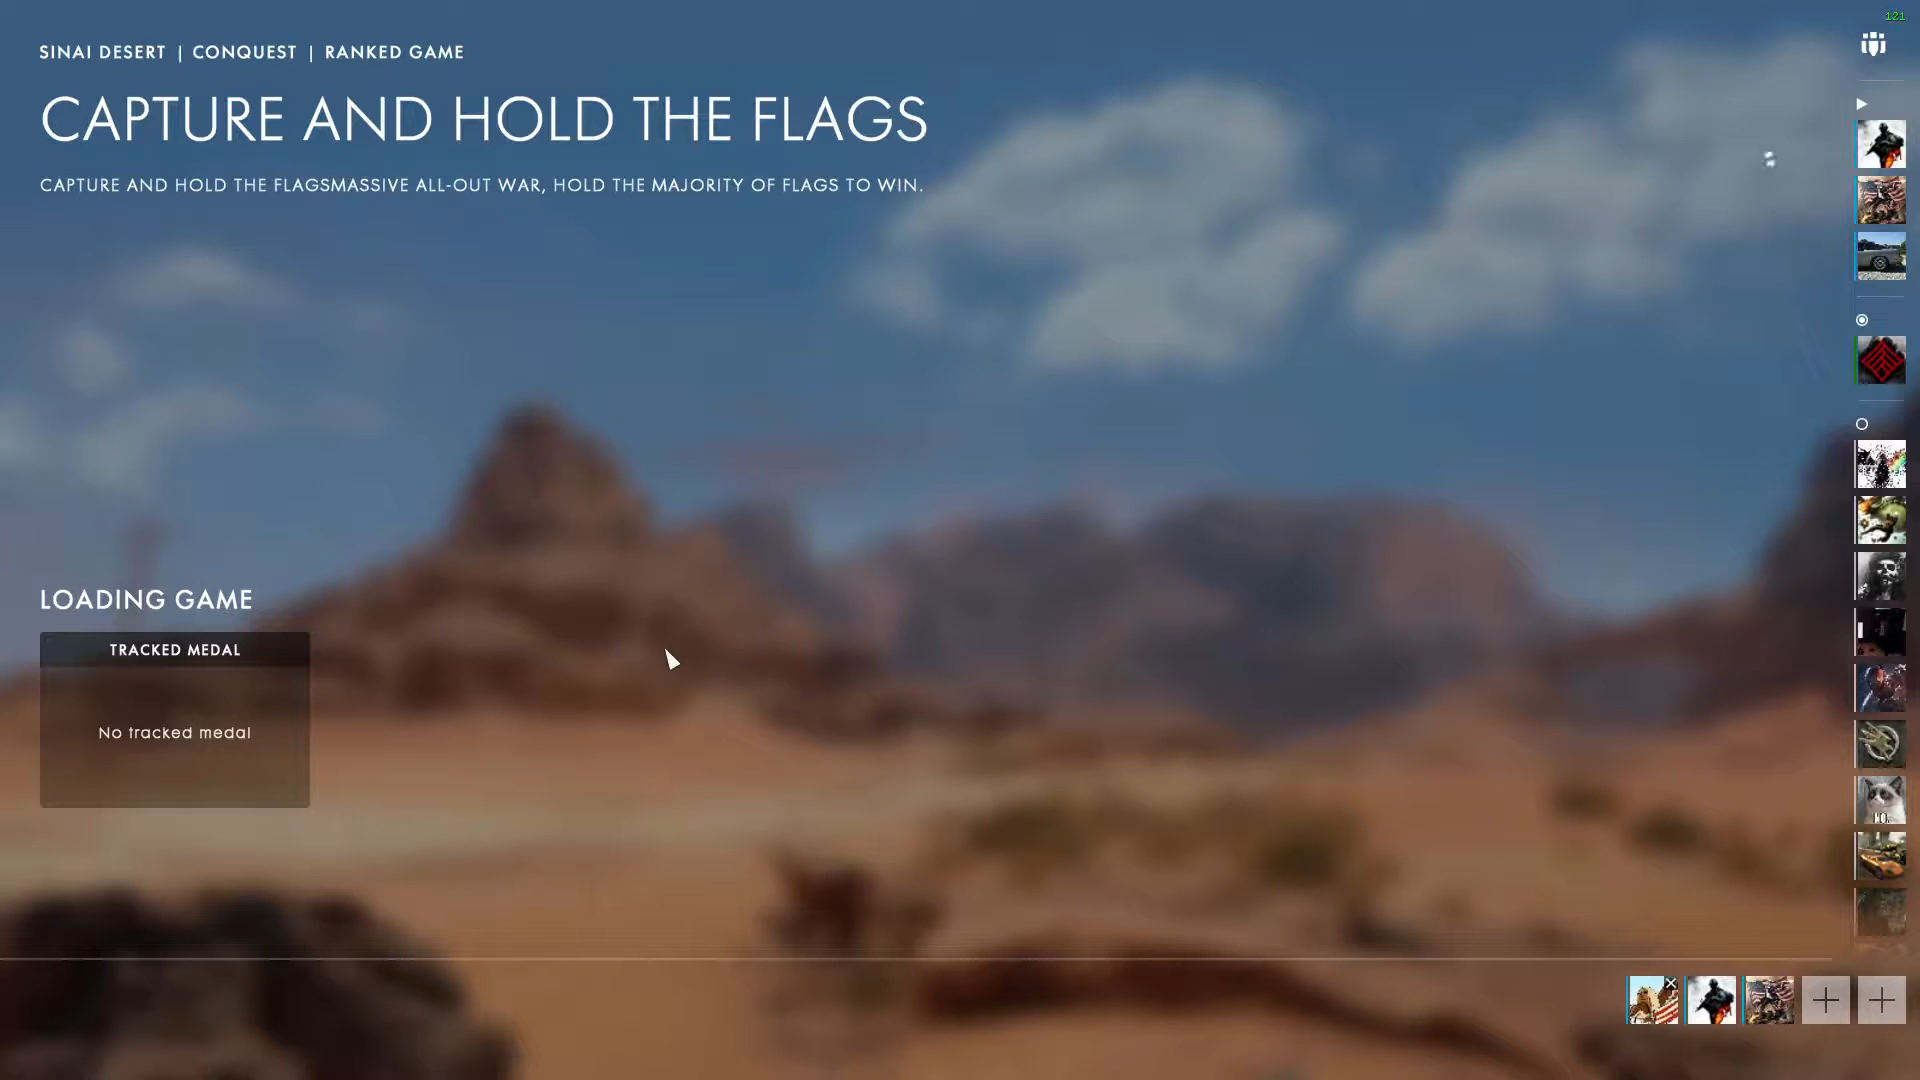 121
SINAI DESERT | CONQUEST | RANKED GAME
CAPTURE AND HOLD THE FLAGS
CAPTURE AND HOLD THE FLAGSMASSIVE ALL-OUT WAR, HOLD THE MAJORITY OF FLAGS TO WIN.
LOADING GAME
TRACKED MEDAL
No tracked medal
NO.